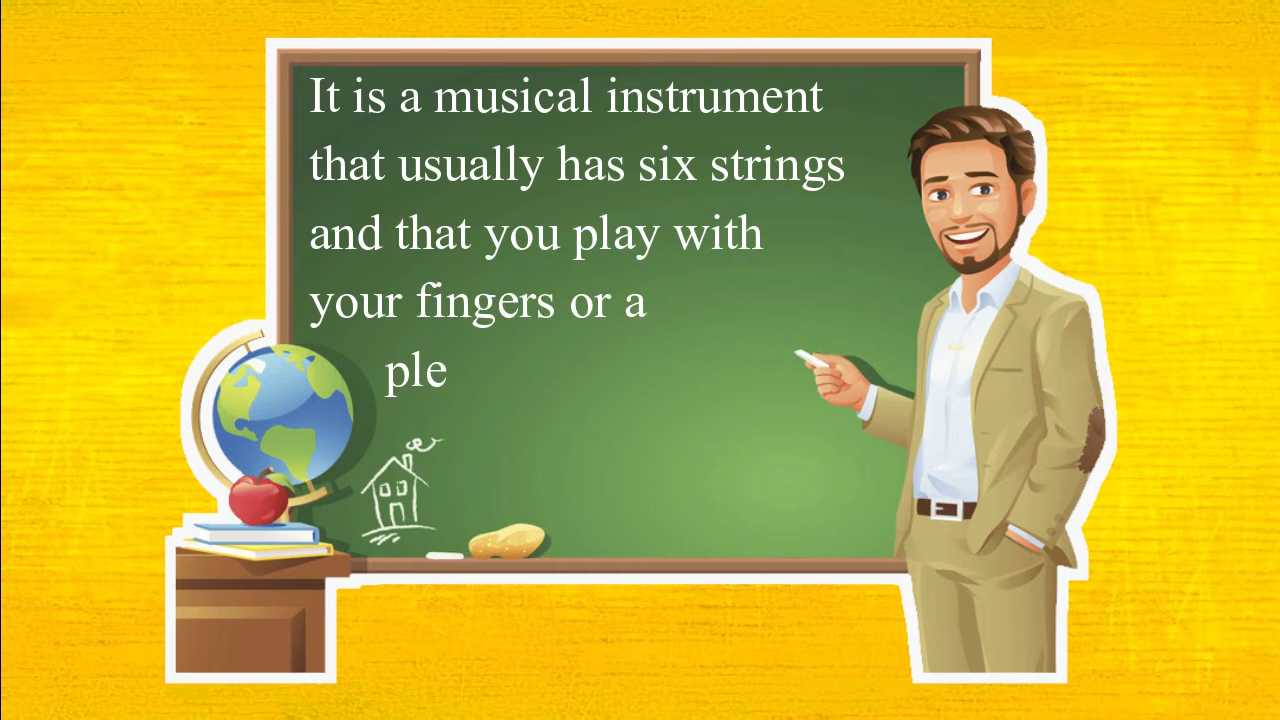 It is a musical instrument
that usually has six strings
and that you play with
your fingers or a
ple